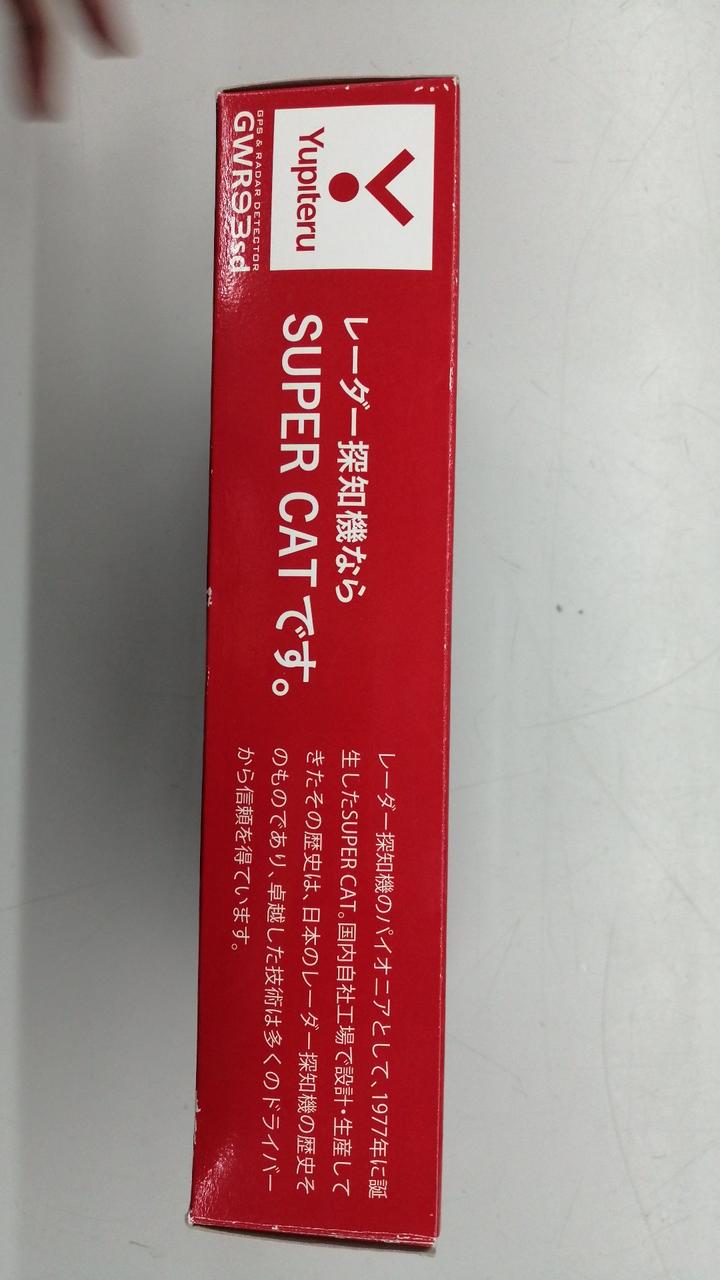 Yupiteru
GPS & RADAR DETECTOR
GWR93sd
レーダー探知機なら
SUPER CATです。
レーダー探知機のパイオニアとして、1977年に誕
生したSUPER CAT。国内自社工場で設計・生産して
きたその歴史は、日本のレーダー探知機の歴史そ
のものであり、卓越した技術は多くのドライバー
から信頼を得ています。